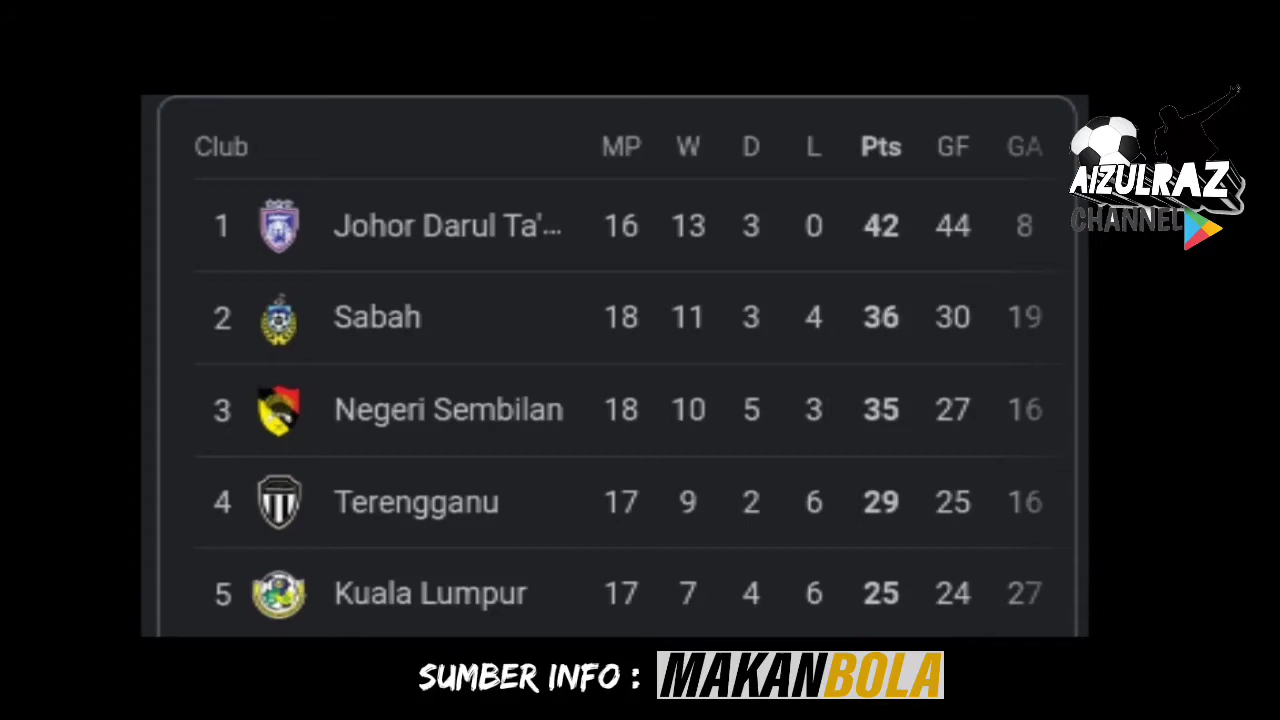 Club MP W D L Pts GF GA
1 Johor Darul Ta'... 16 13 3 0 42 44 8
2 Sabah 18 11 3 4 36 30 19
3 Negeri Sembilan 18 10 5 3 35 27 16
4 Terengganu 17 9 2 6 29 25 16
5 Kuala Lumpur 17 7 4 6 25 24 27
AIZULRAZ
CHANNEL
SUMBER INFO : MAKANBOLA